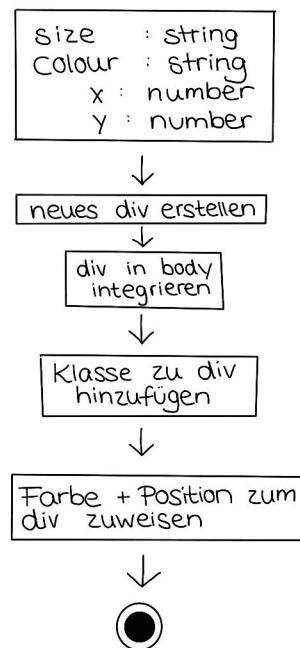 size : string
colour : string
x : number
y : number
neues div erstellen
div in body
integrieren
Klasse zu div
hinzufügen
Farbe + Position zum
div zuweisen